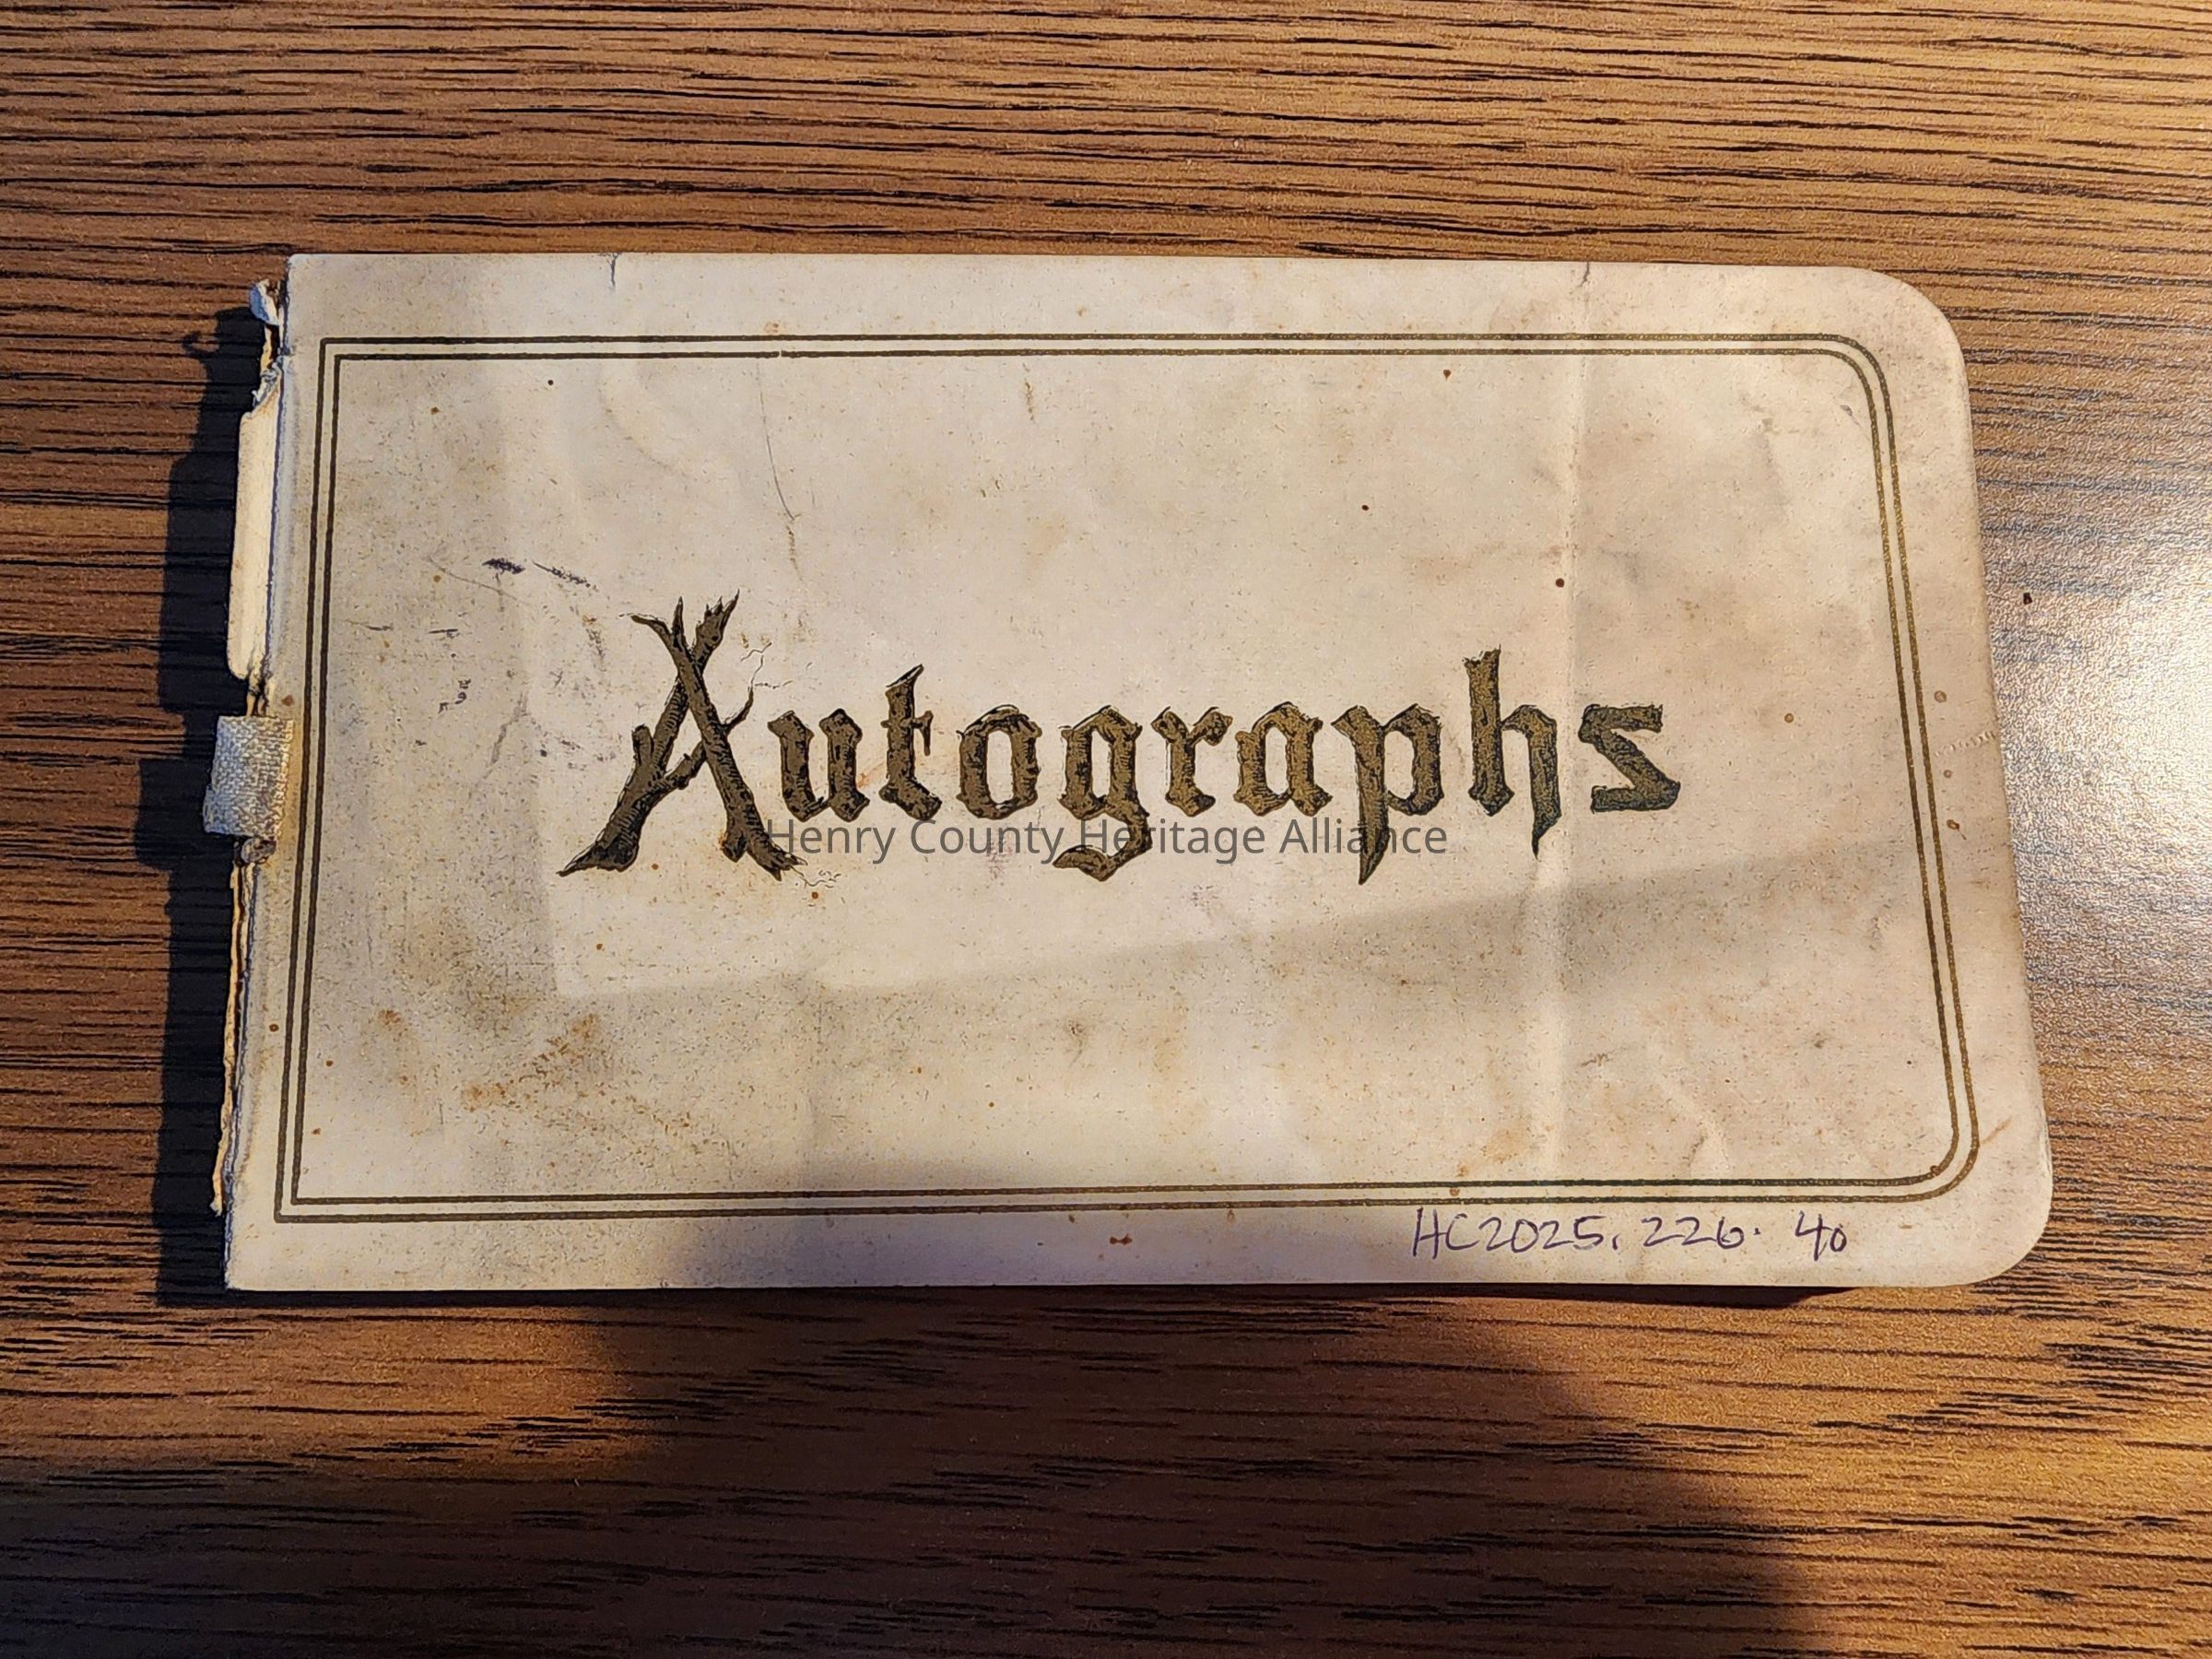 Autographs
Henry County Heritage Alliance
HC2025.226.40